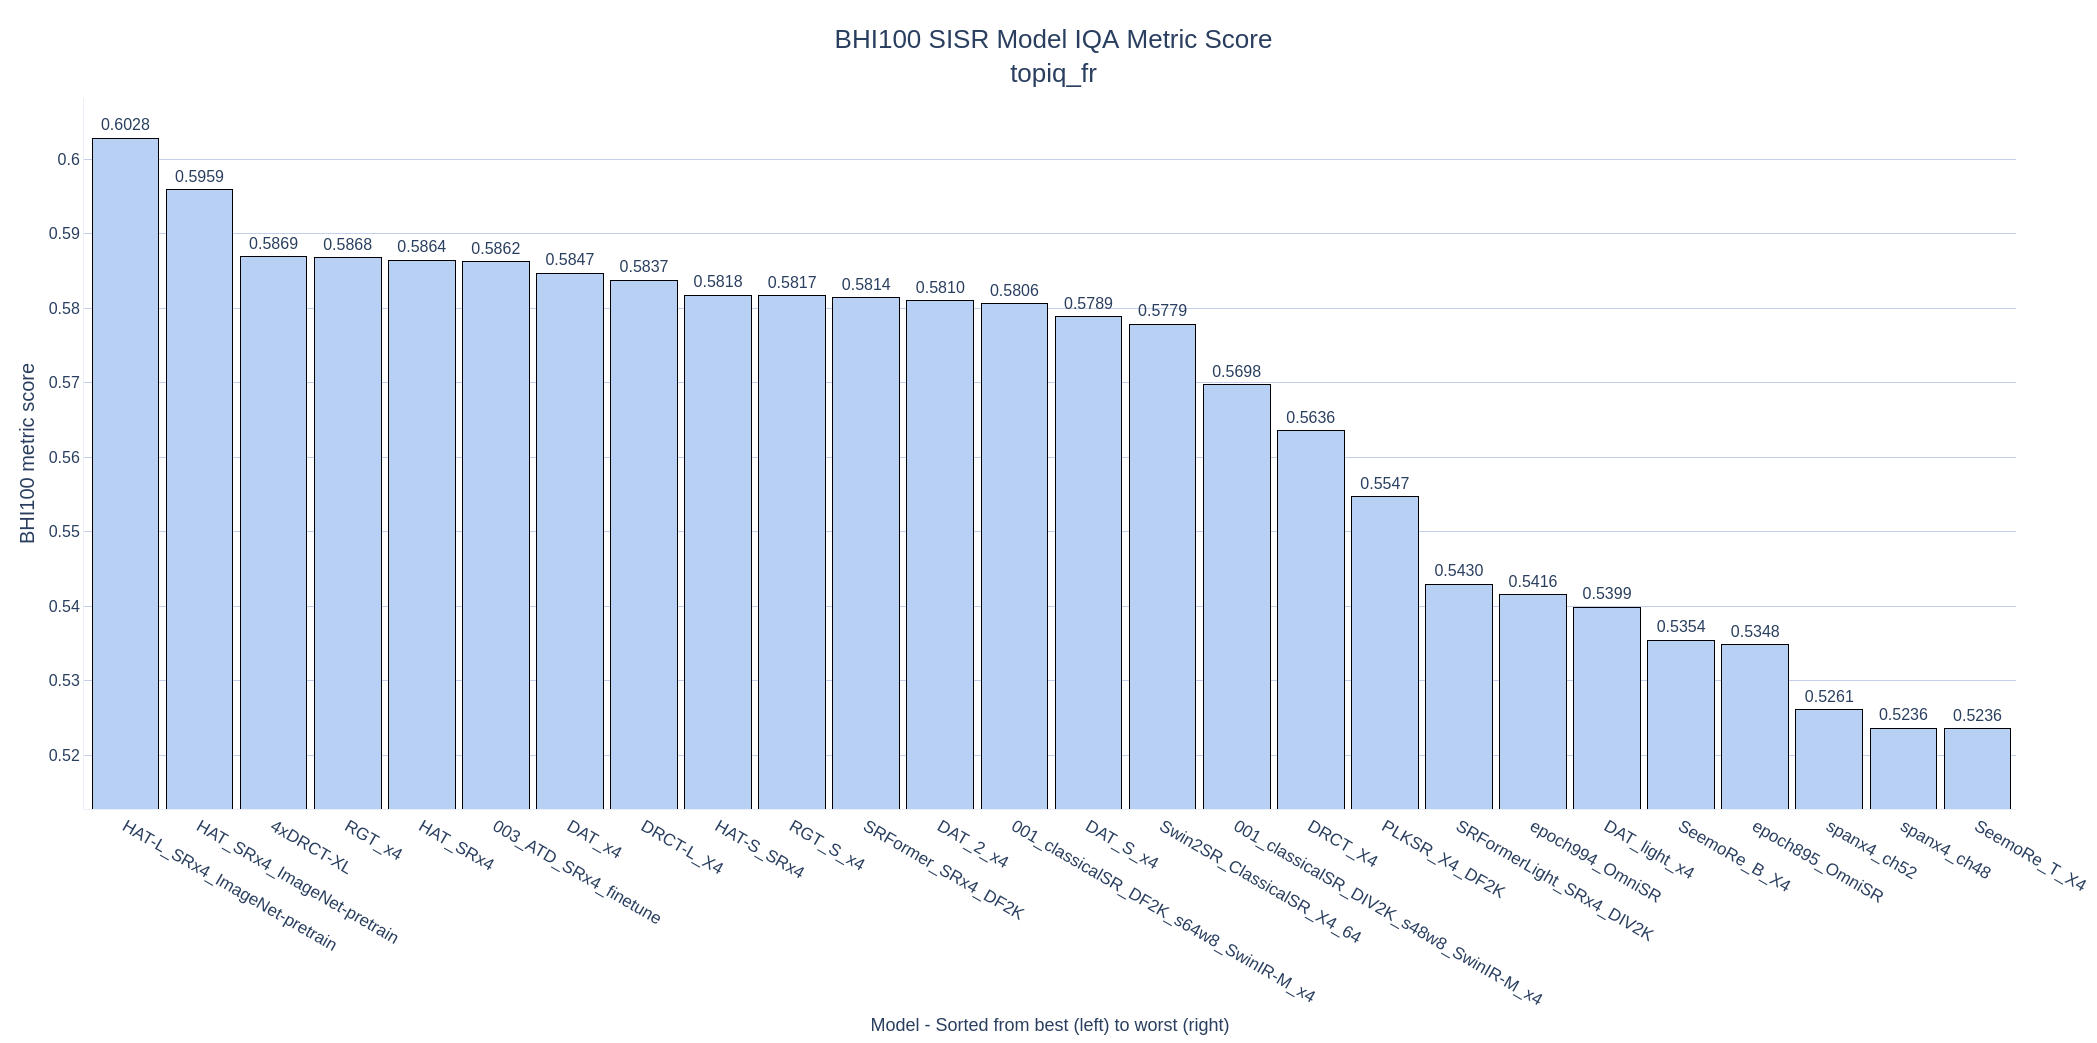 BHI100 SISR Model IQA Metric Score
topiq_fr
BHI100 metric score
0.6
0.59
0.58
0.57
0.56
0.55
0.54
0.53
0.52
0.6028
0.5959
0.5869
0.5868
0.5864
0.5862
0.5847
0.5837
0.5818
0.5817
0.5814
0.5810
0.5806
0.5789
0.5779
0.5698
0.5636
0.5547
0.5430
0.5416
0.5399
0.5354
0.5348
0.5261
0.5236
0.5236
HAT-L_SRx4_ImageNet-pretrain
HAT_SRx4_ImageNet-pretrain
4xDRCT-XL
RGT_x4
HAT_SRx4
003_ATD_SRx4_finetune
DAT_x4
DRCT-L_X4
HAT-S_SRx4
RGT_S_x4
SRFormer_SRx4_DF2K
DAT_2_x4
001_classicalSR_DF2K_s64w8_SwinIR-M_x4
DAT_S_x4
Swin2SR_ClassicalSR_X4_64
001_classicalSR_DIV2K_s48w8_SwinIR-M_x4
DRCT_X4
PLKSR_X4_DF2K
SRFormerLight_SRx4_DIV2K
epoch994_OmniSR
DAT_light_x4
SeemoRe_B_X4
epoch895_OmniSR
spanx4_ch52
spanx4_ch48
SeemoRe_T_X4
Model - Sorted from best (left) to worst (right)